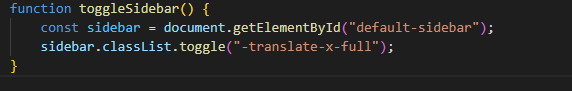 function toggleSidebar() {
    const sidebar = document.getElementById("default-sidebar");
    sidebar.classList.toggle("-translate-x-full");
}